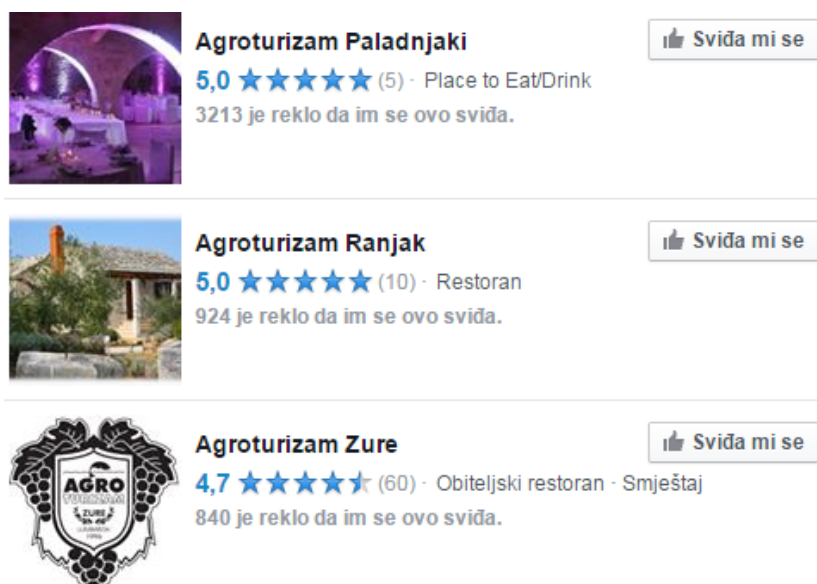 Agroturizam Paladnjaki
Sviđa mi se
5,0 (5) · Place to Eat/Drink
3213 je reklo da im se ovo sviđa.
Agroturizam Ranjak
Sviđa mi se
5,0 (10) · Restoran
924 je reklo da im se ovo sviđa.
AGRO
TURIZAM
ZURE
Agroturizam Zure
Sviđa mi se
4,7 (60) · Obiteljski restoran · Smještaj
840 je reklo da im se ovo sviđa.